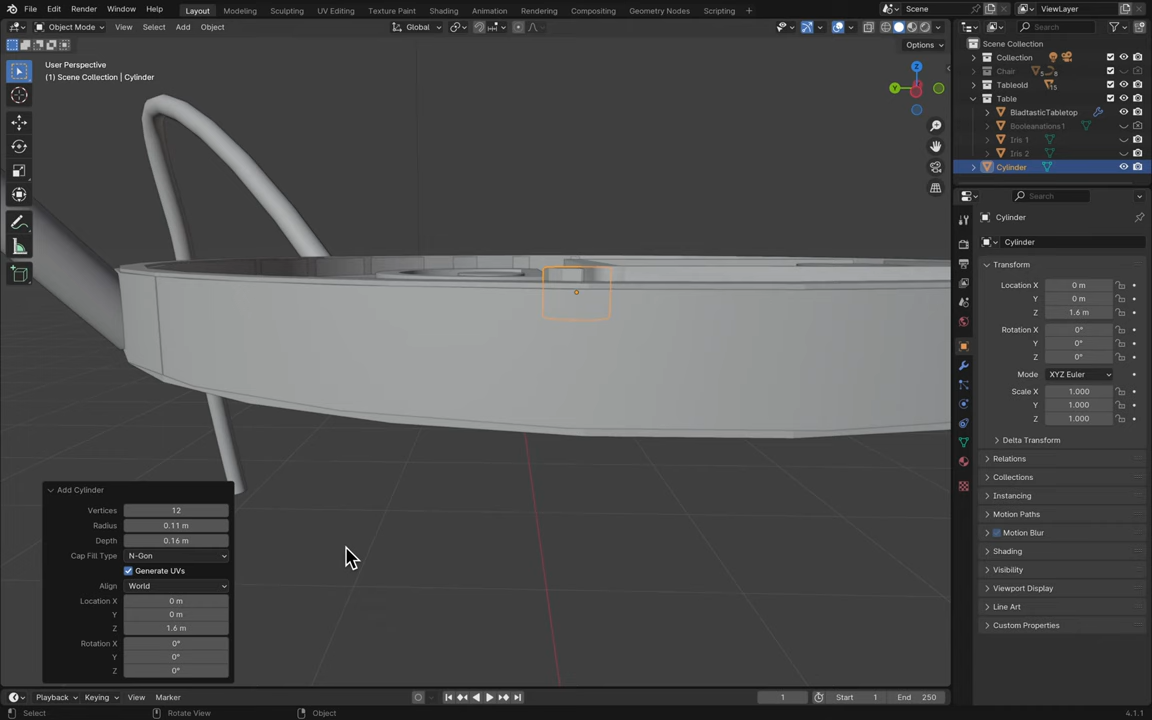 File Edit Render Window Help Layout Modeling Sculpting UV Editing Texture Paint Shading Animation Rendering Compositing Geometry Nodes Scripting + Scene ViewLayer
Object Mode View Select Add Object Global Search
Options
User Perspective
(1) Scene Collection | Cylinder
Z
Y
Scene Collection
Collection
Chair 5 8
Tableold 15
Table
BladtasticTabletop
Booleanations1
Iris 1
Iris 2
Cylinder
Search
Cylinder
Cylinder
Transform
Location X 0 m
Y 0 m
Z 1.6 m
Rotation X 0°
Y 0°
Z 0°
Mode XYZ Euler
Scale X 1.000
Y 1.000
Z 1.000
Delta Transform
Relations
Collections
Instancing
Motion Paths
Motion Blur
Shading
Visibility
Viewport Display
Line Art
Custom Properties
Add Cylinder
Vertices 12
Radius 0.11 m
Depth 0.16 m
Cap Fill Type N-Gon
Generate UVs
Align World
Location X 0 m
Y 0 m
Z 1.6 m
Rotation X 0°
Y 0°
Z 0°
Playback Keying View Marker 1 Start 1 End 250
Select Rotate View Object 4.1.1